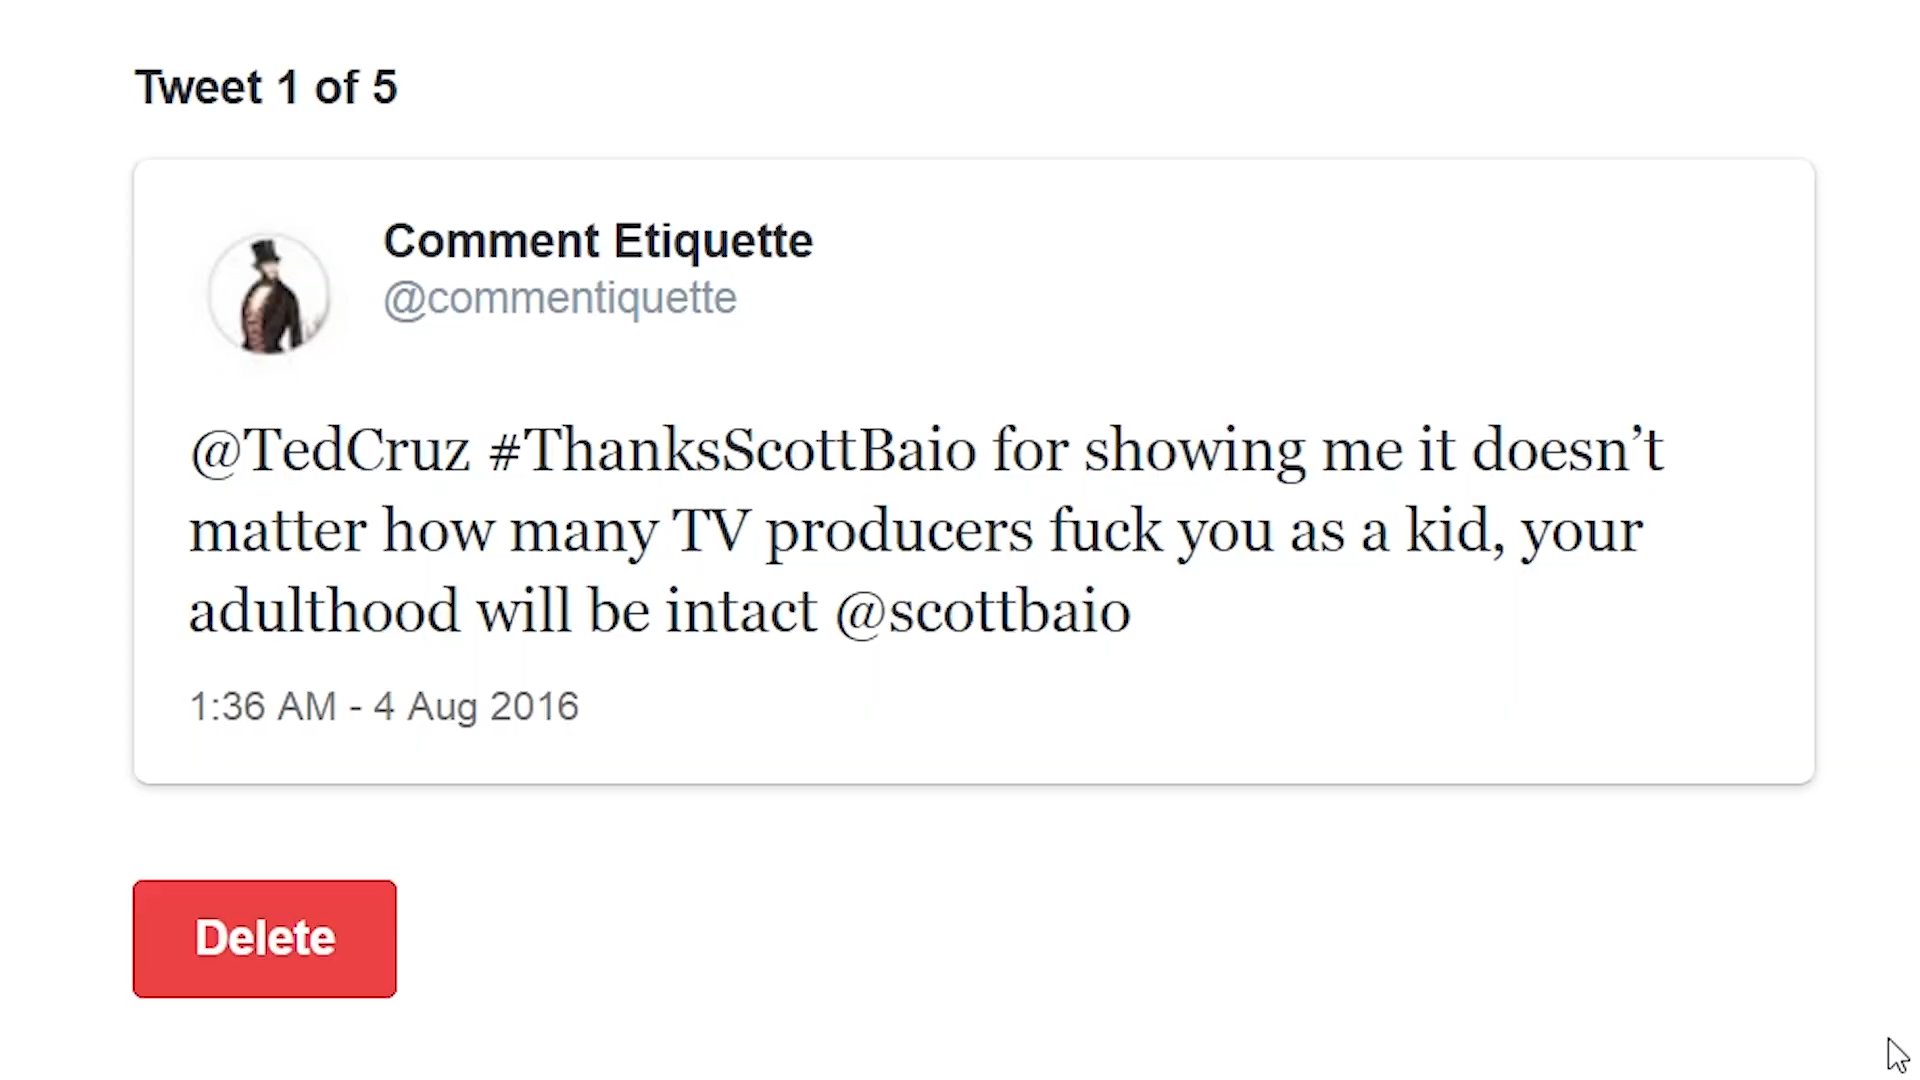 Tweet 1 of 5
Comment Etiquette
@commentiquette
@TedCruz #ThanksScottBaio for showing me it doesn’t
matter how many TV producers fuck you as a kid, your
adulthood will be intact @scottbaio
1:36 AM - 4 Aug 2016
Delete